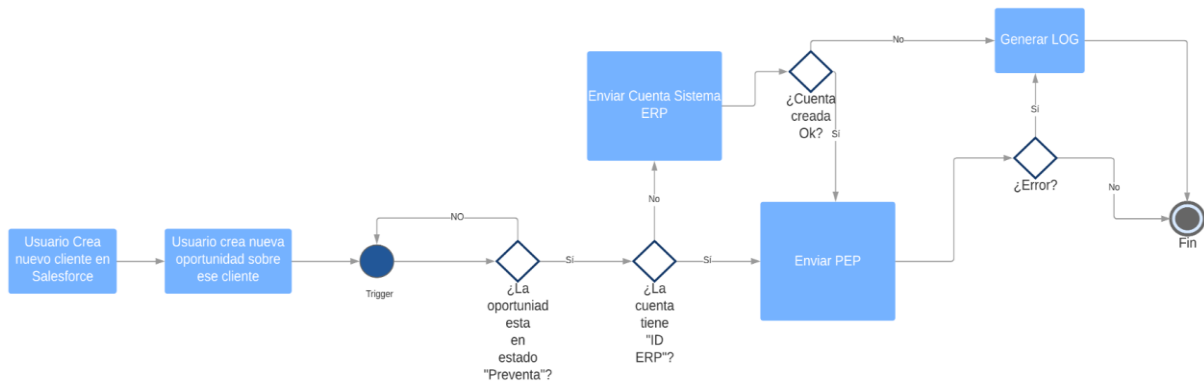 Usuario Crea
nuevo cliente en
Salesforce
Usuario crea nueva
oportunidad sobre
ese cliente
Trigger
NO
¿La
oportuniad
esta
en
estado
"Preventa"?
Si
¿La
cuenta
tiene
"ID
ERP"?
No
Si
Enviar Cuenta Sistema
ERP
¿Cuenta
creada
Ok?
No
Si
Enviar PEP
¿Error?
Si
No
Generar LOG
Fin